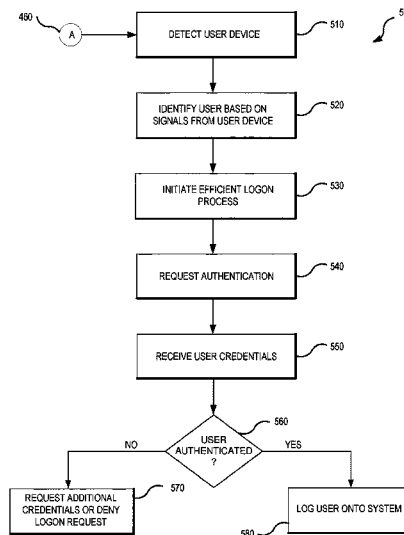 460
A
DETECT USER DEVICE
510
5
IDENTIFY USER BASED ON
SIGNALS FROM USER DEVICE
520
INITIATE EFFICIENT LOGON
PROCESS
530
REQUEST AUTHENTICATION
540
RECEIVE USER CREDENTIALS
550
USER
AUTHENTICATED
?
560
NO
YES
REQUEST ADDITIONAL
CREDENTIALS OR DENY
LOGON REQUEST
570
LOG USER ONTO SYSTEM
580